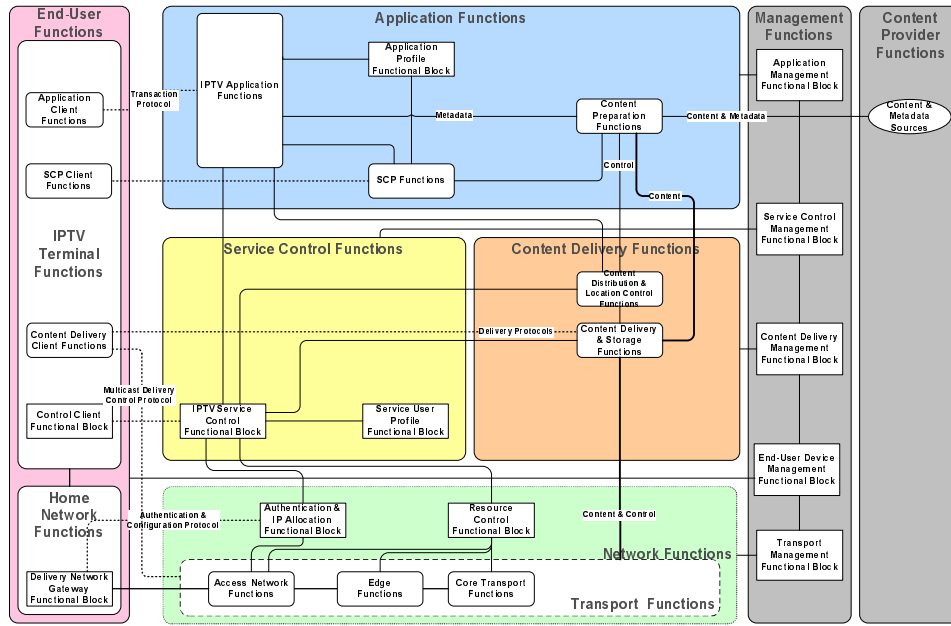 End-User
Functions
Application Functions
Management
Functions
Content
Provider
Functions
Application
Profile
Functional Block
IPTV Application
Functions
Application
Management
Functional Block
Application
Client
Functions
Transaction
Protocol
Metadata
Content
Preparation
Functions
Content & Metadata
Content &
Metadata
Sources
SCP Client
Functions
SCP Functions
Control
Content
IPTV
Terminal
Functions
Service Control Functions
Content Delivery Functions
Service Control
Management
Functional Block
Content
Distribution &
Location Control
Functions
Content Delivery
Client Functions
Delivery Protocols
Content Delivery
& Storage
Functions
Content Delivery
Management
Functional Block
Multicast Delivery
Control Protocol
Control Client
Functional Block
IPTV Service
Control
Functional Block
Service User
Profile
Functional Block
End-User Device
Management
Functional Block
Home
Network
Functions
Authentication &
Configuration Protocol
Authentication &
IP Allocation
Functional Block
Resource
Control
Functional Block
Content & Control
Network Functions
Transport
Management
Functional Block
Delivery Network
Gateway
Functional Block
Access Network
Functions
Edge
Functions
Core Transport
Functions
Transport Functions